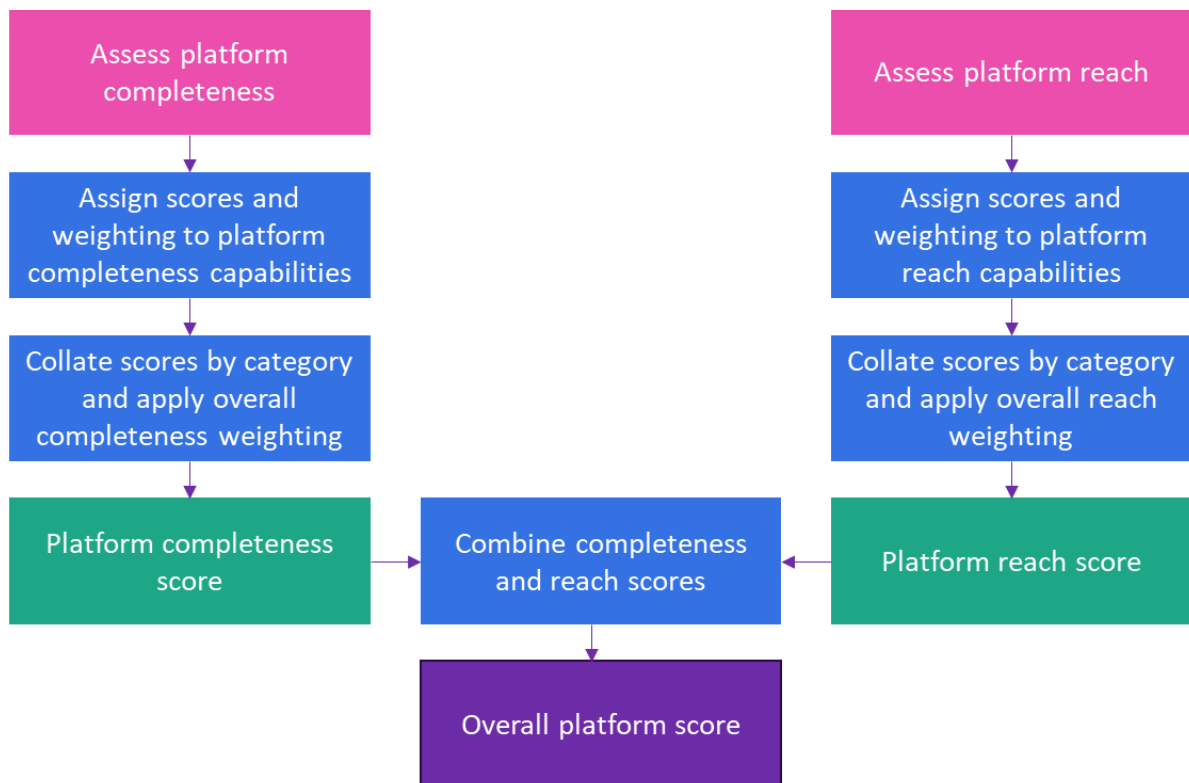 Assess platform
completeness
Assign scores and
weighting to platform
completeness capabilities
Collate scores by category
and apply overall
completeness weighting
Platform completeness
score
Assess platform reach
Assign scores and
weighting to platform
reach capabilities
Collate scores by category
and apply overall reach
weighting
Platform reach score
Combine completeness
and reach scores
Overall platform score